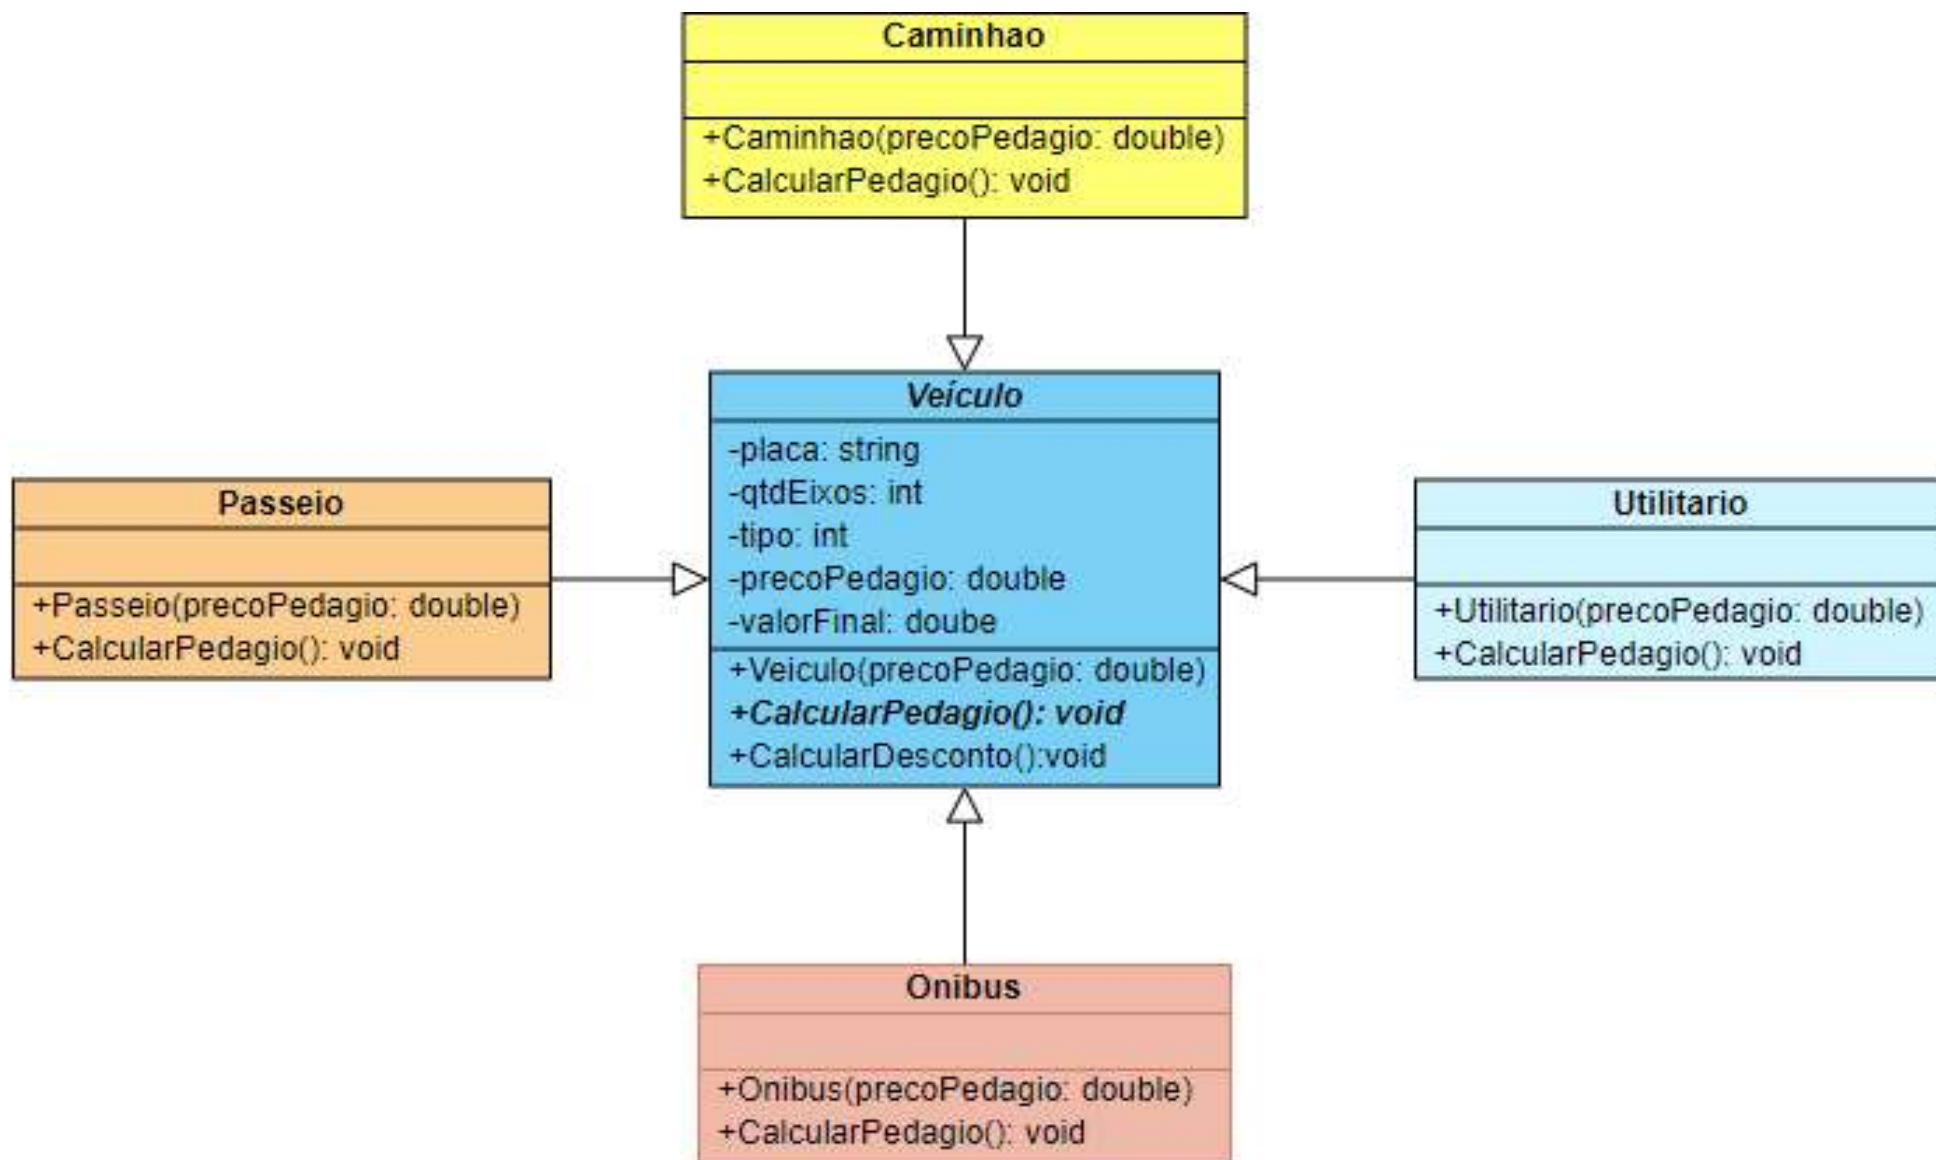 Caminhao
+Caminhao(precoPedagio: double)
+CalcularPedagio(): void
Veículo
-placa: string
-qtdEixos: int
-tipo: int
-precoPedagio: double
-valorFinal: doube
+Veiculo(precoPedagio: double)
+CalcularPedagio(): void
+CalcularDesconto():void
Passeio
+Passeio(precoPedagio: double)
+CalcularPedagio(): void
Utilitario
+Utilitario(precoPedagio: double)
+CalcularPedagio(): void
Onibus
+Onibus(precoPedagio: double)
+CalcularPedagio(): void